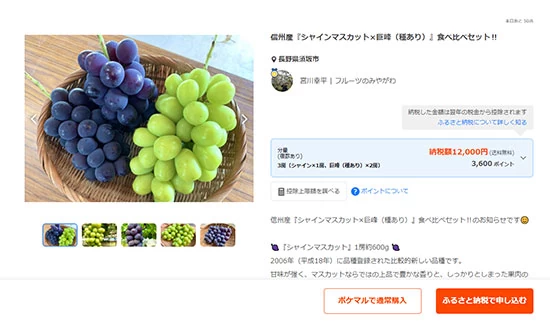 信州産『シャインマスカット×巨峰（種あり）』食べ比べセット!!
長野県須坂市
宮川幸平 | フルーツのみやがわ
納税した金額は翌年の税金から控除されます
ふるさと納税について詳しく知る
分量
(種数あり)
3房（シャイン×1房、巨峰（種あり）×2房）
納税額12,000円(送料無料)
3,600 ポイント
控除上限額を調べる
ポイントについて
信州産『シャインマスカット×巨峰（種あり）』食べ比べセット!!のお知らせです😀
🍇『シャインマスカット』1房約600g 🍇
2006年（平成18年）に品種登録された比較的新しい品種です。
甘味が強く、マスカットならではの上品で豊かな香りと、しっかりとしまった果肉の
ポケマルで通常購入
ふるさと納税で申し込む